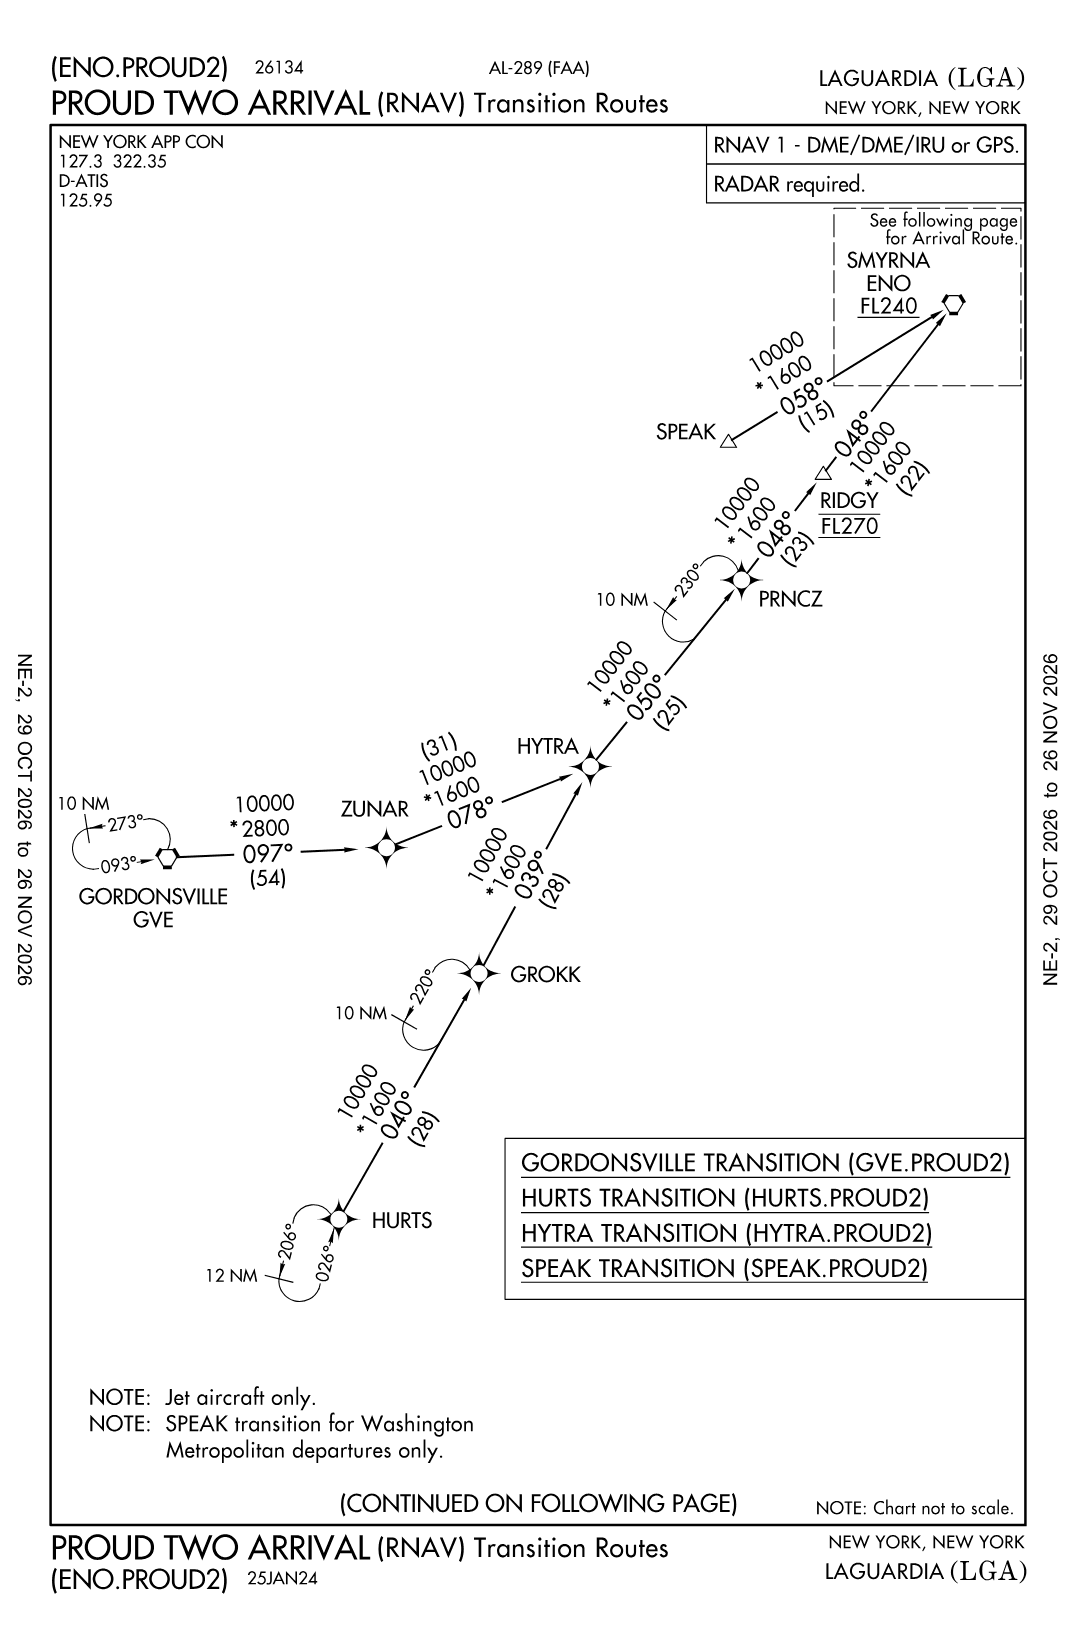 (ENO.PROUD2) 26134 AL-289 (FAA) LAGUARDIA (LGA)
PROUD TWO ARRIVAL (RNAV) Transition Routes NEW YORK, NEW YORK
NEW YORK APP CON
127.3 322.35
D-ATIS
125.95
RNAV 1 - DME/DME/IRU or GPS.
RADAR required.
See following page
for Arrival Route.
SMYRNA
ENO
FL240
10000
*1600
058°
(15)
SPEAK
048°
10000
*1600
(22)
RIDGY
FL270
10000
*1600
048°
(23)
230°
10 NM
PRNCZ
10000
*1600
050°
(25)
HYTRA
(31)
10000
*1600
078°
ZUNAR
10 NM
273°
093°
10000
*2800
097°
(54)
GORDONSVILLE
GVE
10000
*1600
039°
(28)
GROKK
220°
10 NM
10000
*1600
040°
(28)
HURTS
206°
026°
12 NM
GORDONSVILLE TRANSITION (GVE.PROUD2)
HURTS TRANSITION (HURTS.PROUD2)
HYTRA TRANSITION (HYTRA.PROUD2)
SPEAK TRANSITION (SPEAK.PROUD2)
NOTE: Jet aircraft only.
NOTE: SPEAK transition for Washington
Metropolitan departures only.
(CONTINUED ON FOLLOWING PAGE)
NOTE: Chart not to scale.
PROUD TWO ARRIVAL (RNAV) Transition Routes NEW YORK, NEW YORK
(ENO.PROUD2) 25JAN24 LAGUARDIA (LGA)
NE-2, 29 OCT 2026 to 26 NOV 2026
NE-2, 29 OCT 2026 to 26 NOV 2026